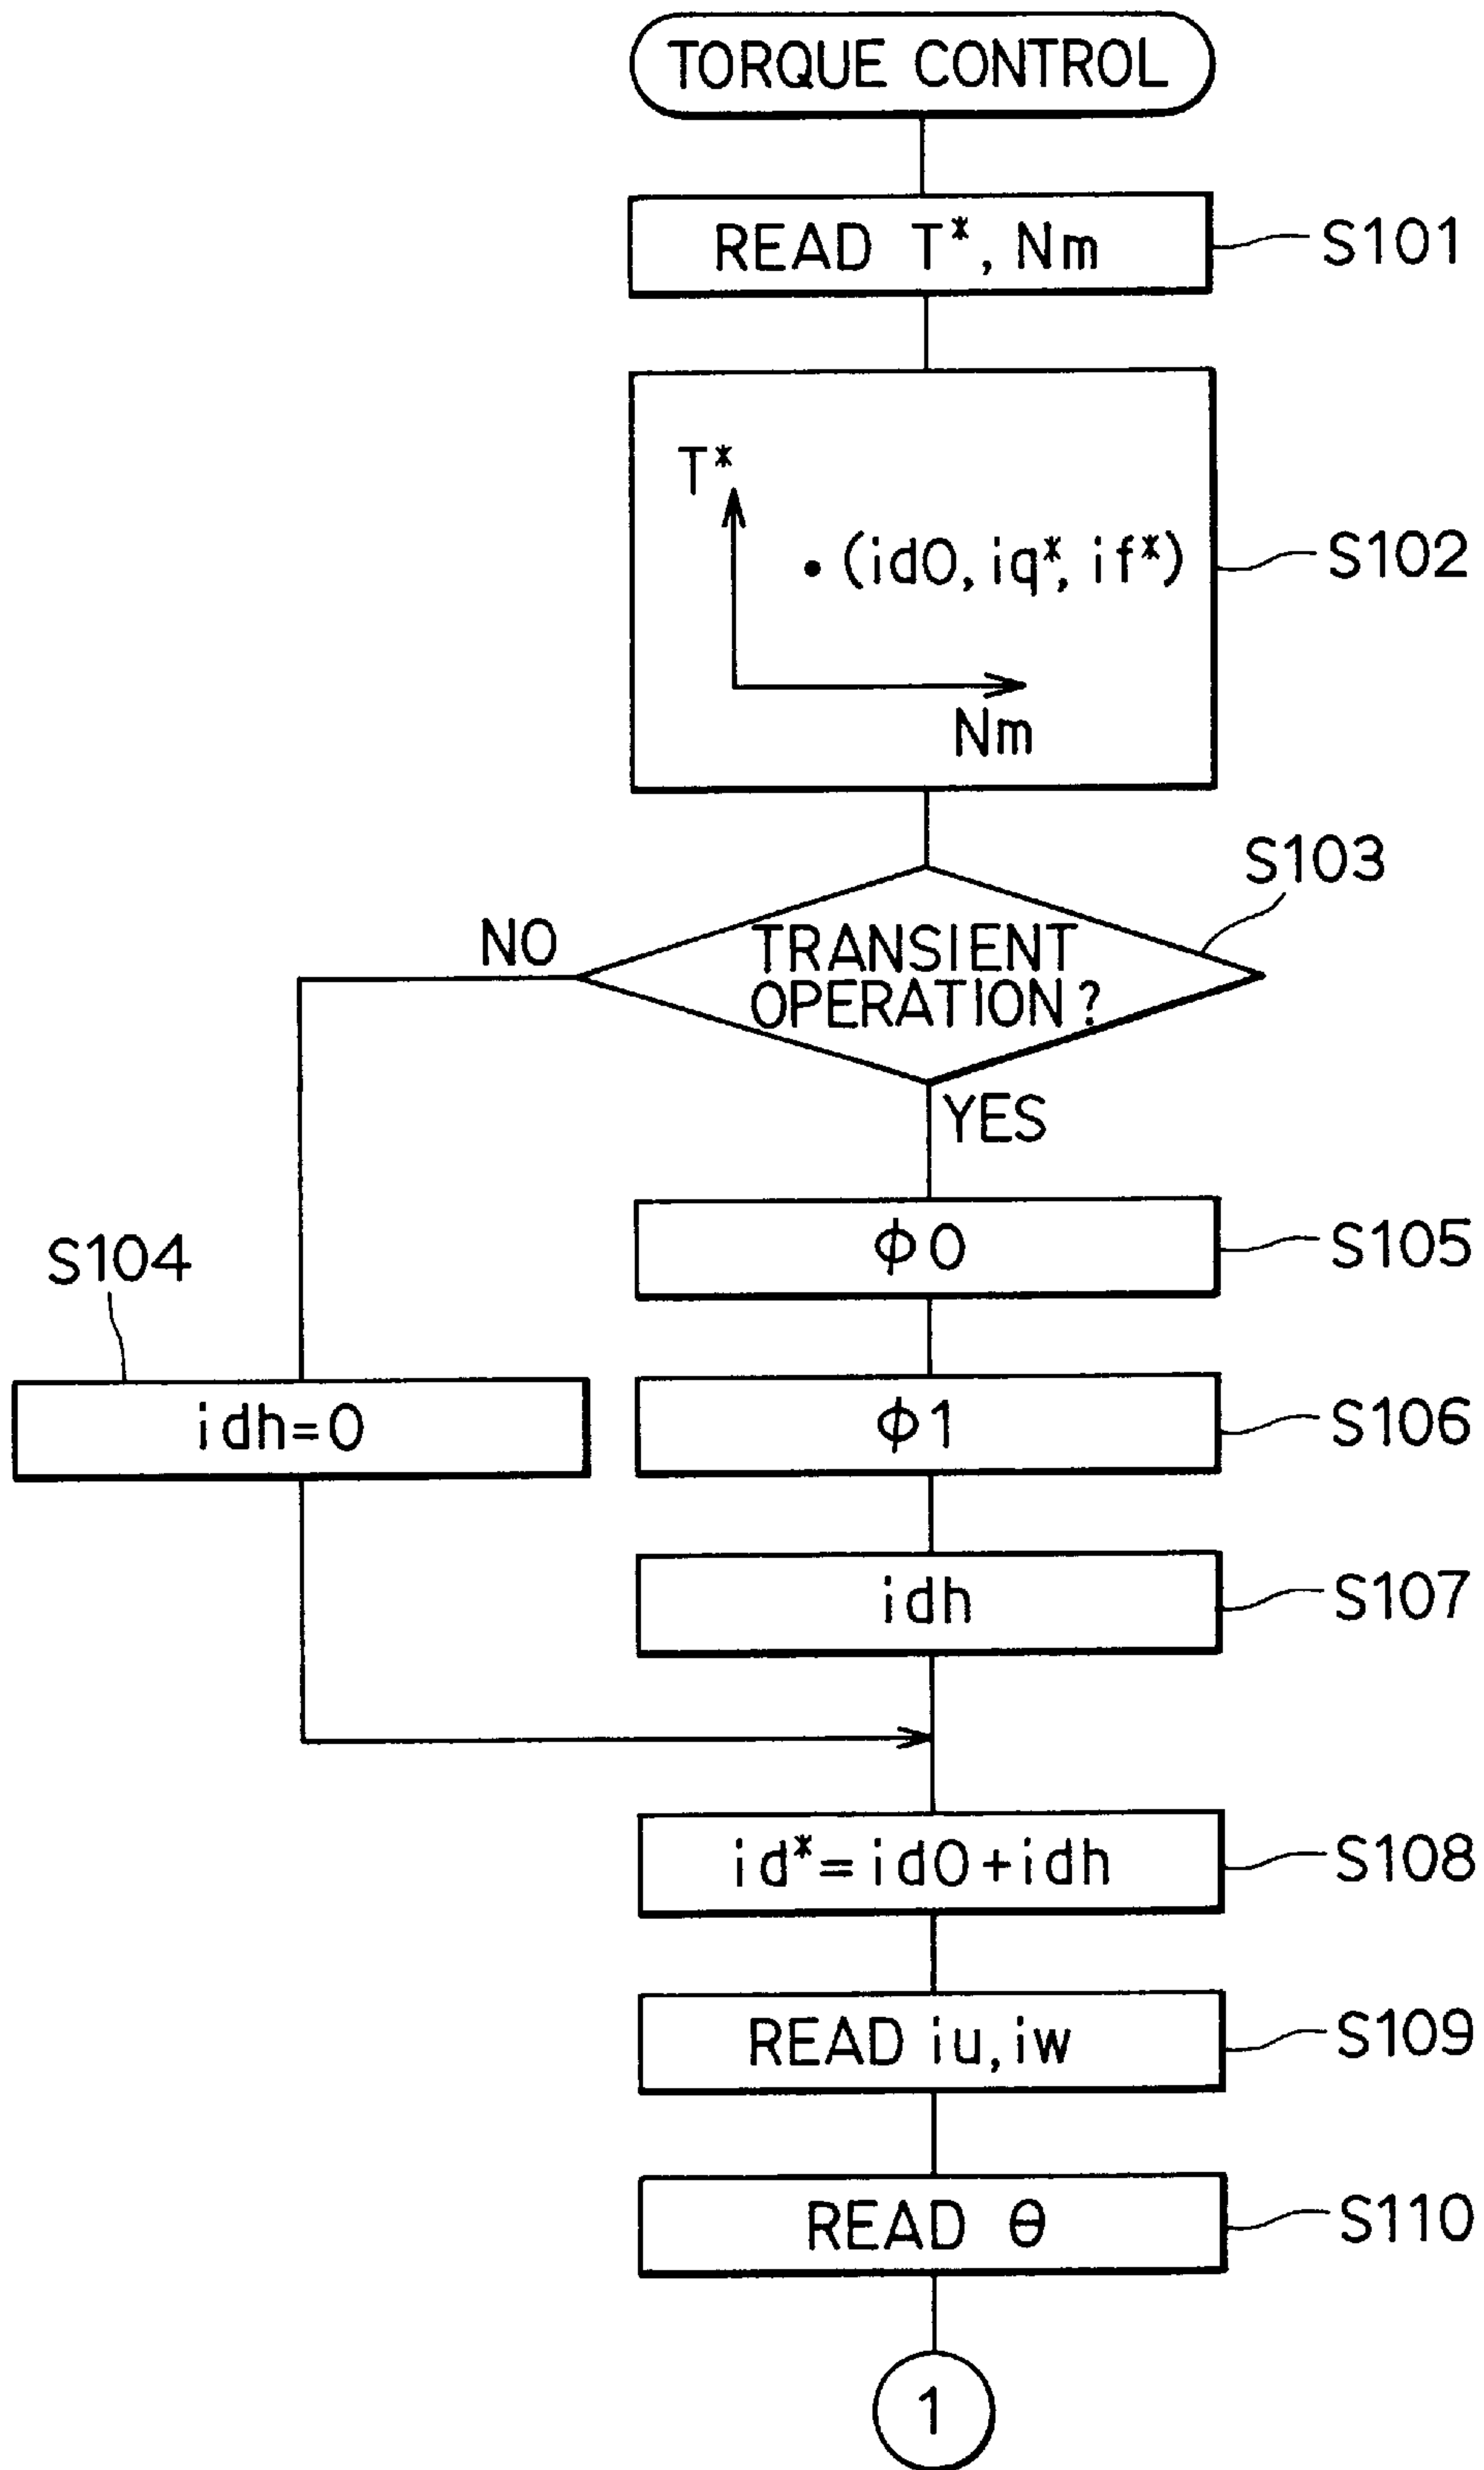 TORQUE CONTROL
READ T*, Nm
S101
T*
(id0, iq*, if*)
S102
Nm
S103
NO
TRANSIENT
OPERATION?
YES
S104
ϕ0
S105
idh=0
ϕ1
S106
idh
S107
id*=id0+idh
S108
READ iu, iw
S109
READ θ
S110
1